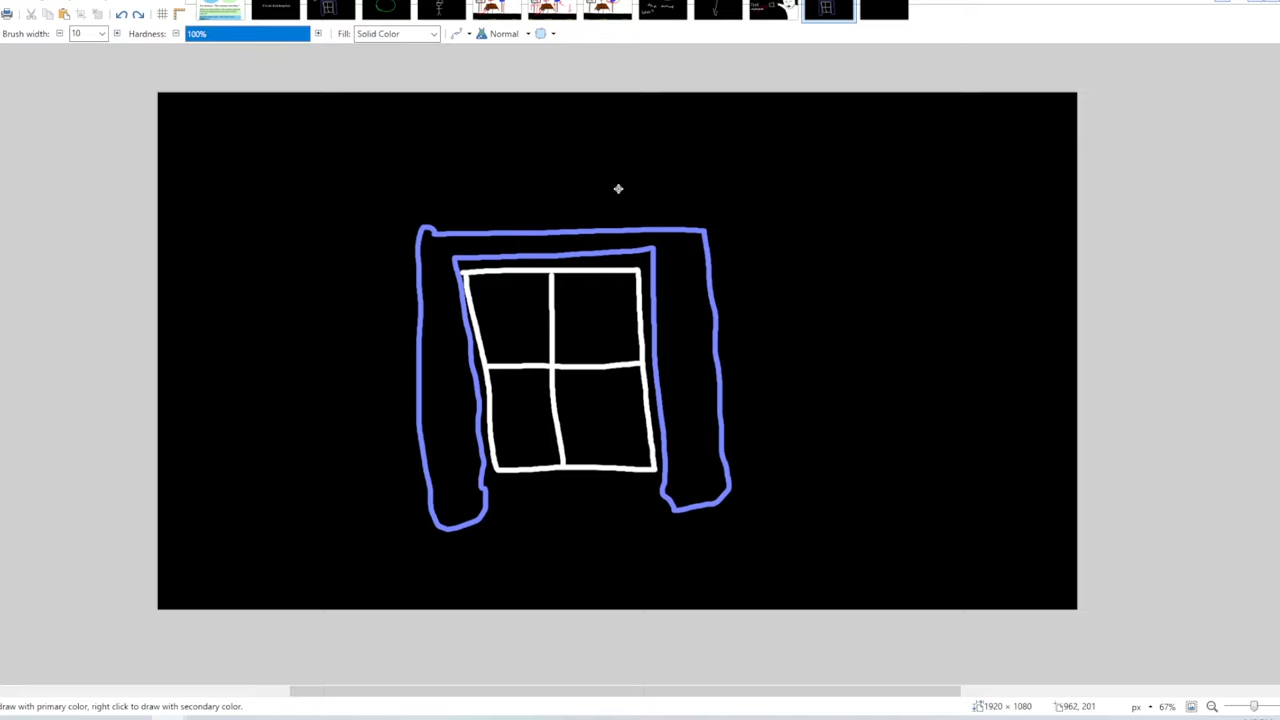 Brush width: 10 Hardness: 100% Fill: Solid Color Normal
draw with primary color, right click to draw with secondary color. 1920 × 1080 962, 201 px 67%